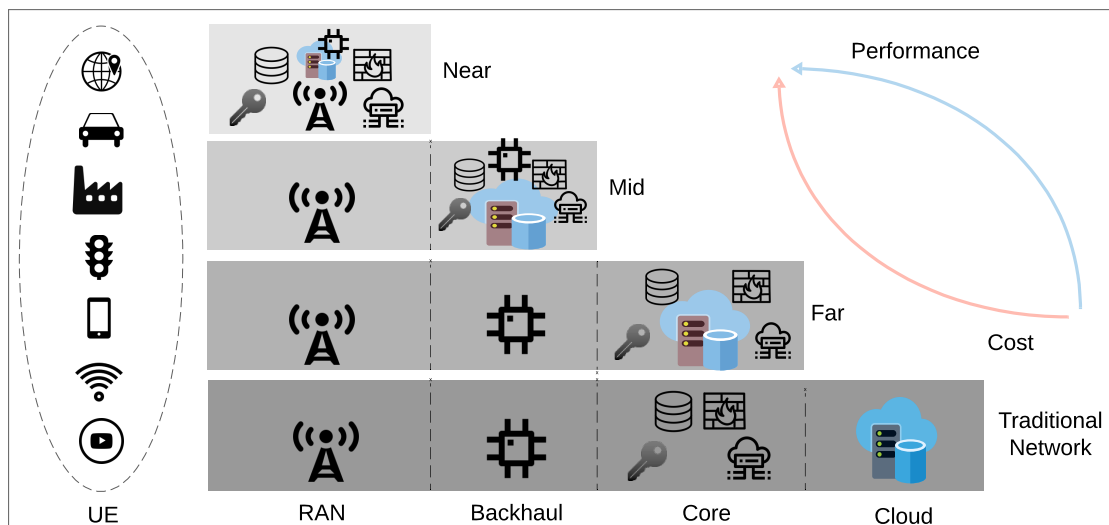 Near
Performance
Mid
Far
Cost
Traditional
Network
UE
RAN
Backhaul
Core
Cloud